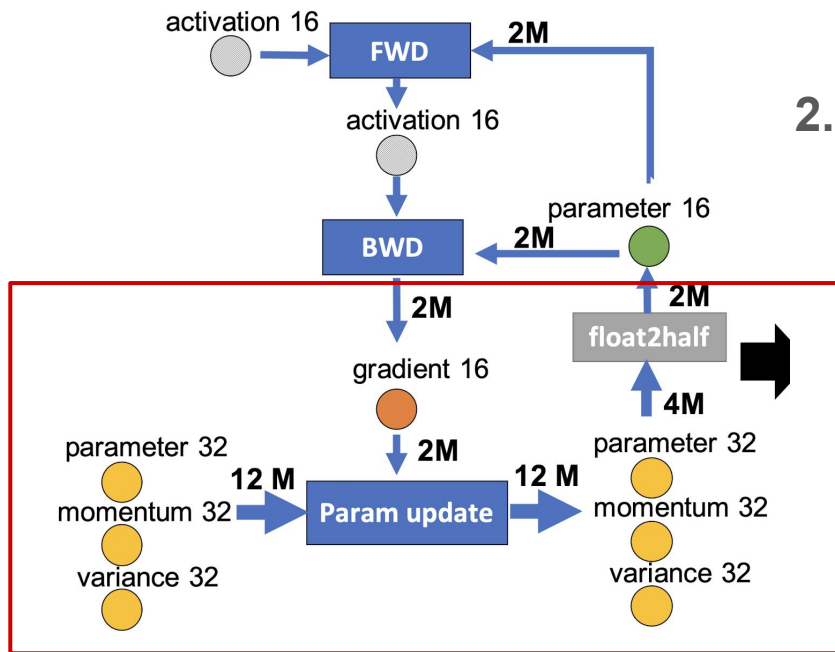 activation 16
FWD
2M
2.
activation 16
parameter 16
BWD
2M
2M
2M
float2half
gradient 16
4M
parameter 32
2M
parameter 32
12 M
12 M
momentum 32
Param update
momentum 32
variance 32
variance 32